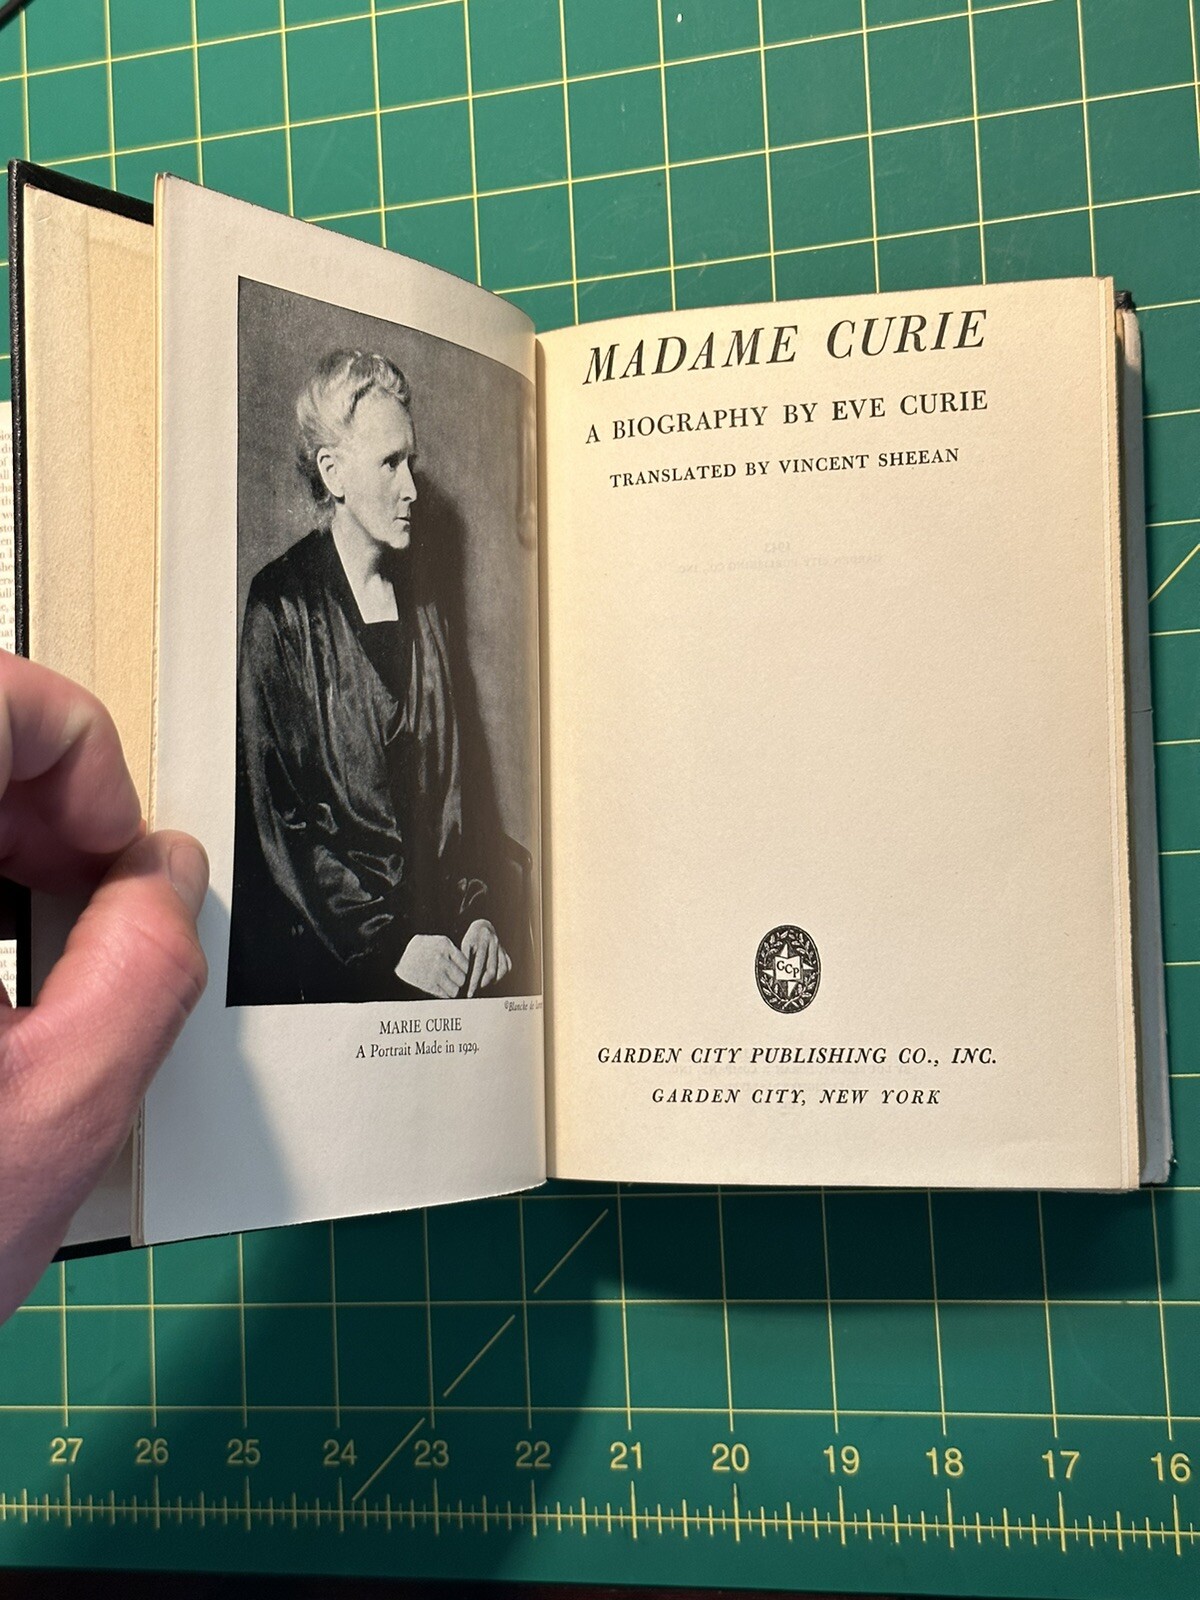 ©Blanche de
MARIE CURIE
A Portrait Made in 1929.
MADAME CURIE
A BIOGRAPHY BY EVE CURIE
TRANSLATED BY VINCENT SHEEAN
GCP
GARDEN CITY PUBLISHING CO., INC.
GARDEN CITY, NEW YORK
27 26 25 24 23 22 21 20 19 18 17 16